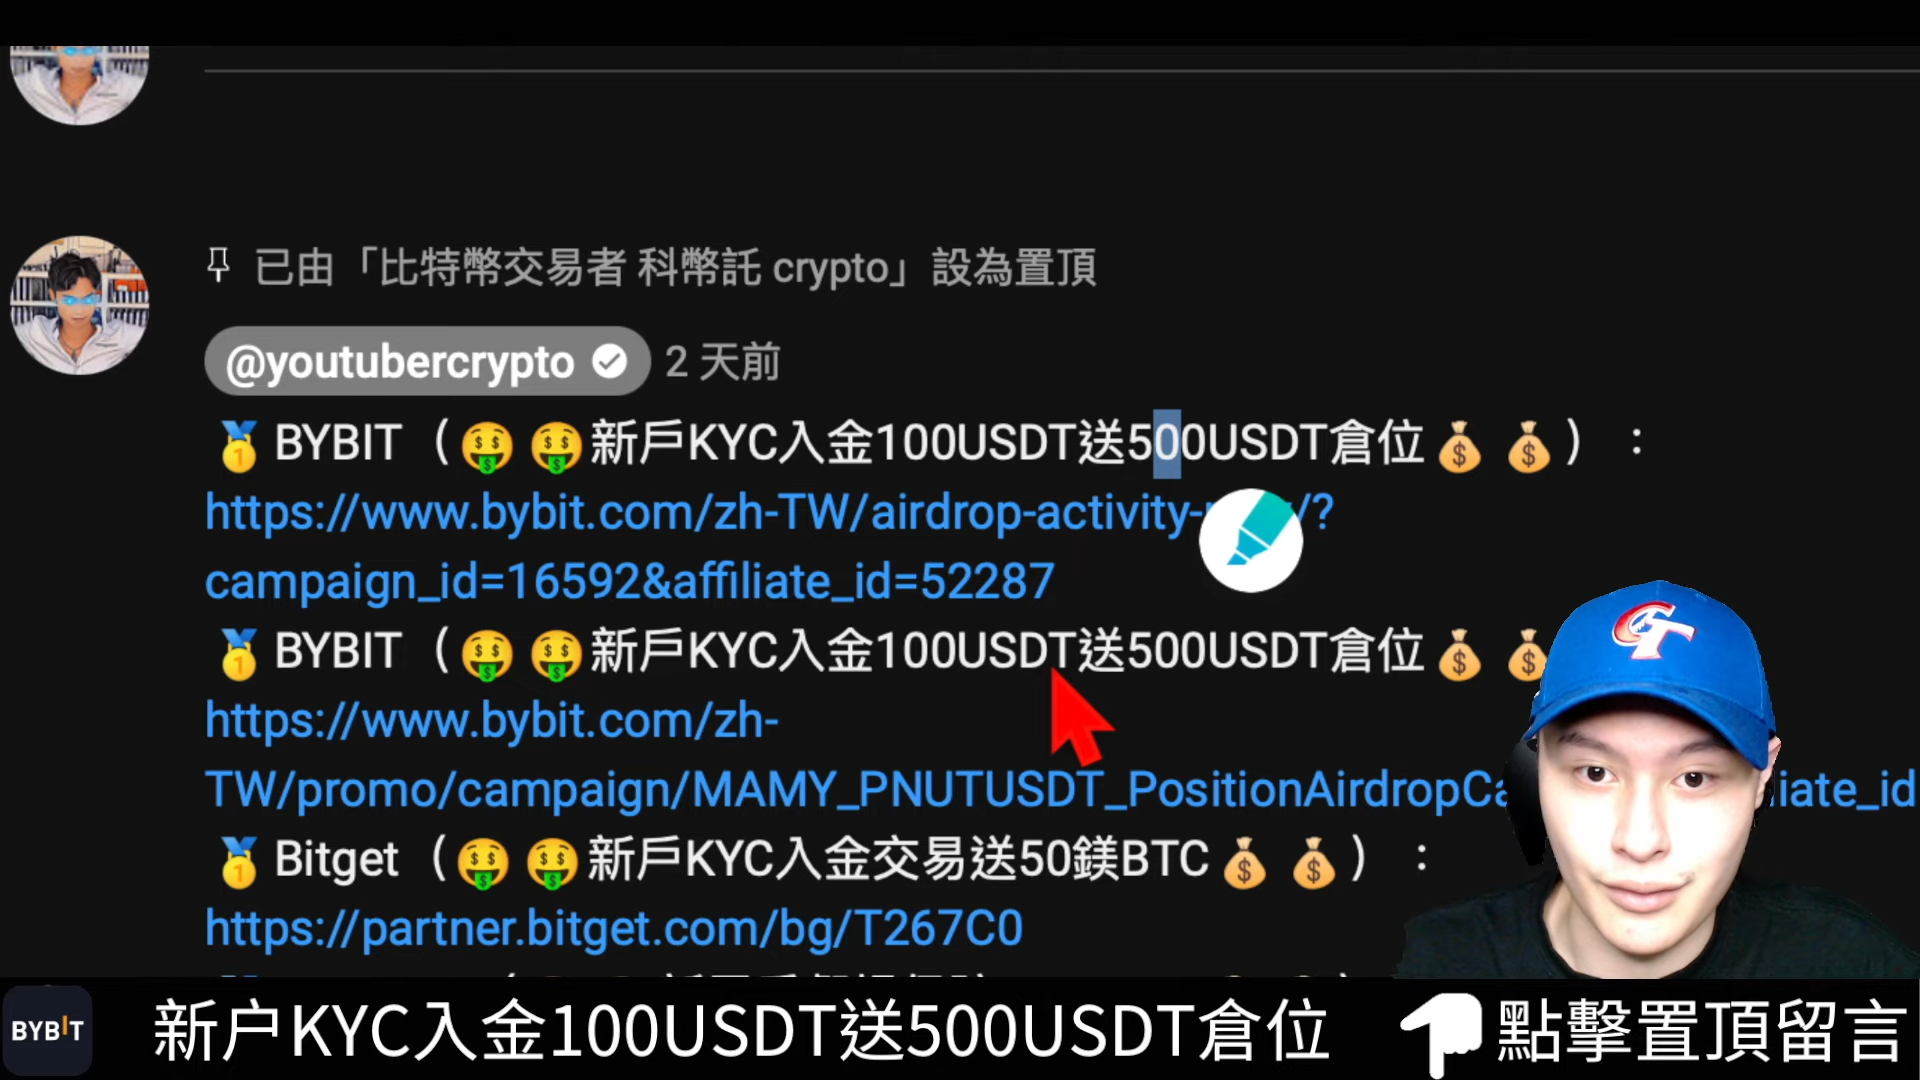 已由「比特幣交易者 科幣託 crypto」設為置頂
@youtubercrypto 2 天前
🥇BYBIT（🤑🤑新戶KYC入金100USDT送500USDT倉位💰💰）：
https://www.bybit.com/zh-TW/airdrop-activity-/?
campaign_id=16592&affiliate_id=52287
🥇BYBIT（🤑🤑新戶KYC入金100USDT送500USDT倉位💰💰
https://www.bybit.com/zh-
TW/promo/campaign/MAMY_PNUTUSDT_PositionAirdropCa iate_id
🥇Bitget（🤑🤑新戶KYC入金交易送50鎂BTC💰💰）：
https://partner.bitget.com/bg/T267C0
CT
BYBIT 新户KYC入金100USDT送500USDT倉位 點擊置頂留言